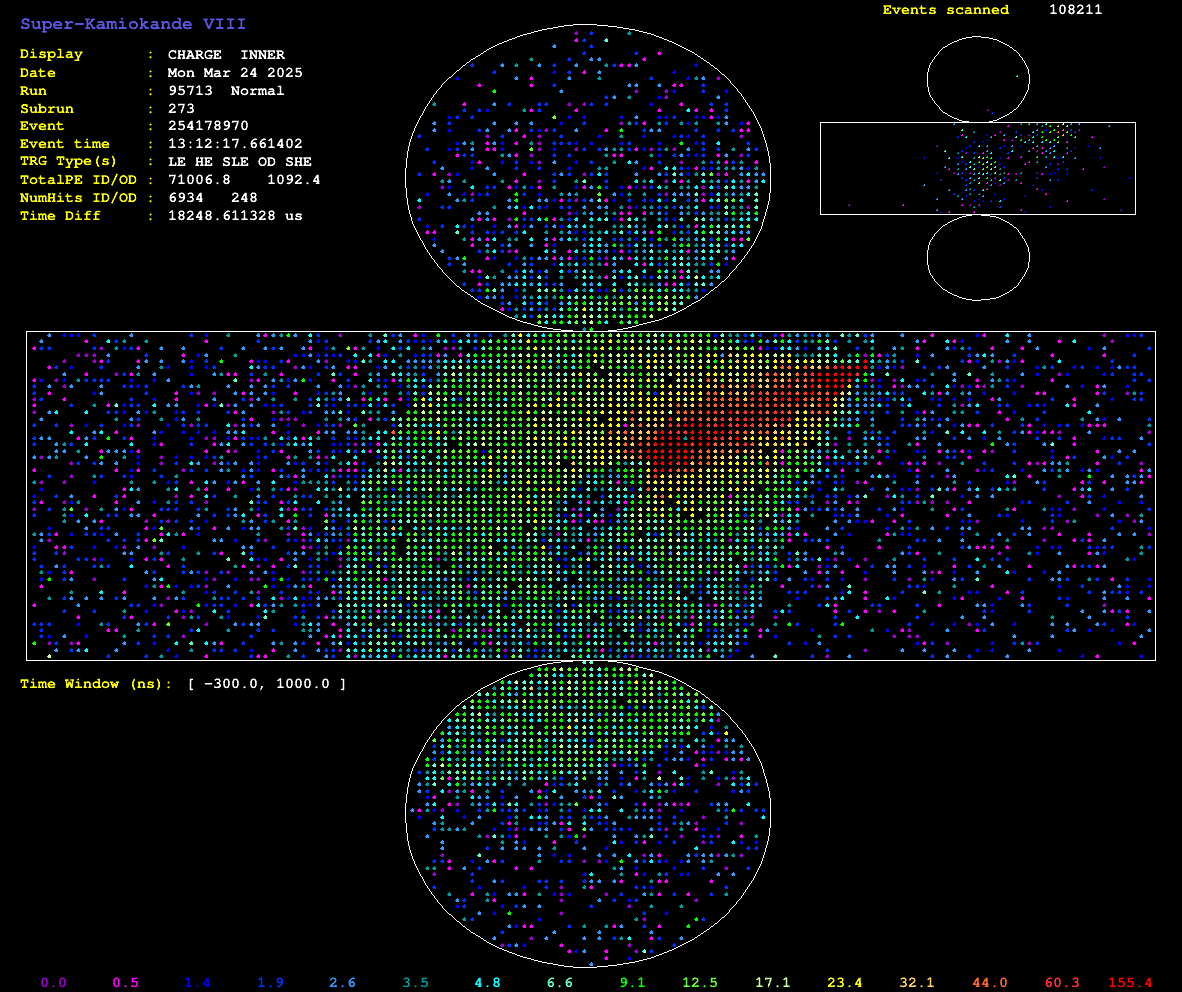 Super-Kamiokande VIII
Events scanned 108211
Display : CHARGE INNER
Date : Mon Mar 24 2025
Run : 95713 Normal
Subrun : 273
Event : 254178970
Event time : 13:12:17.661402
TRG Type(s) : LE HE SLE OD SHE
TotalPE ID/OD : 71006.8 1092.4
NumHits ID/OD : 6934 248
Time Diff : 18248.611328 us
Time Window (ns): [ -300.0, 1000.0 ]
0.0 0.5 1.4 1.9 2.6 3.5 4.8 6.6 9.1 12.5 17.1 23.4 32.1 44.0 60.3 155.4